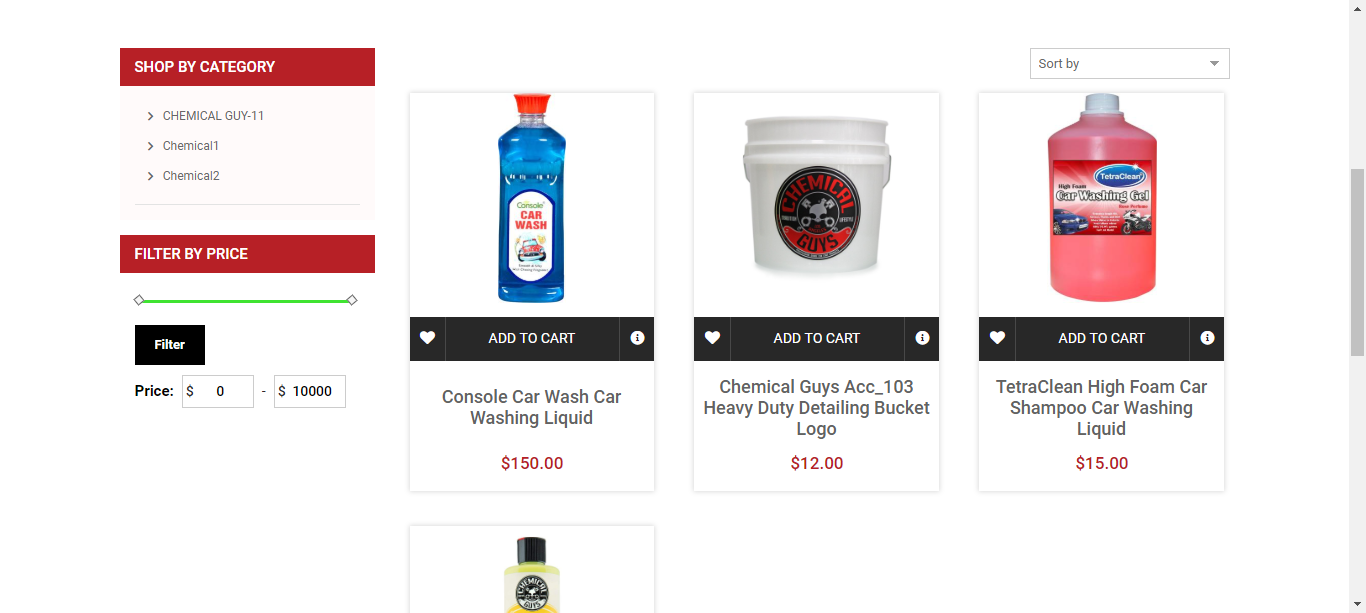 SHOP BY CATEGORY
CHEMICAL GUY-11
Chemical1
Chemical2
FILTER BY PRICE
Filter
Price: $ 0 - $ 10000
Sort by
Console
CAR
WASH
ADD TO CART
Console Car Wash Car
Washing Liquid
$150.00
CHEMICAL
GUYS
ADD TO CART
Chemical Guys Acc_103
Heavy Duty Detailing Bucket
Logo
$12.00
TetraClean
High Foam
Car Washing Gel
ADD TO CART
TetraClean High Foam Car
Shampoo Car Washing
Liquid
$15.00
CHEMICAL
GUYS